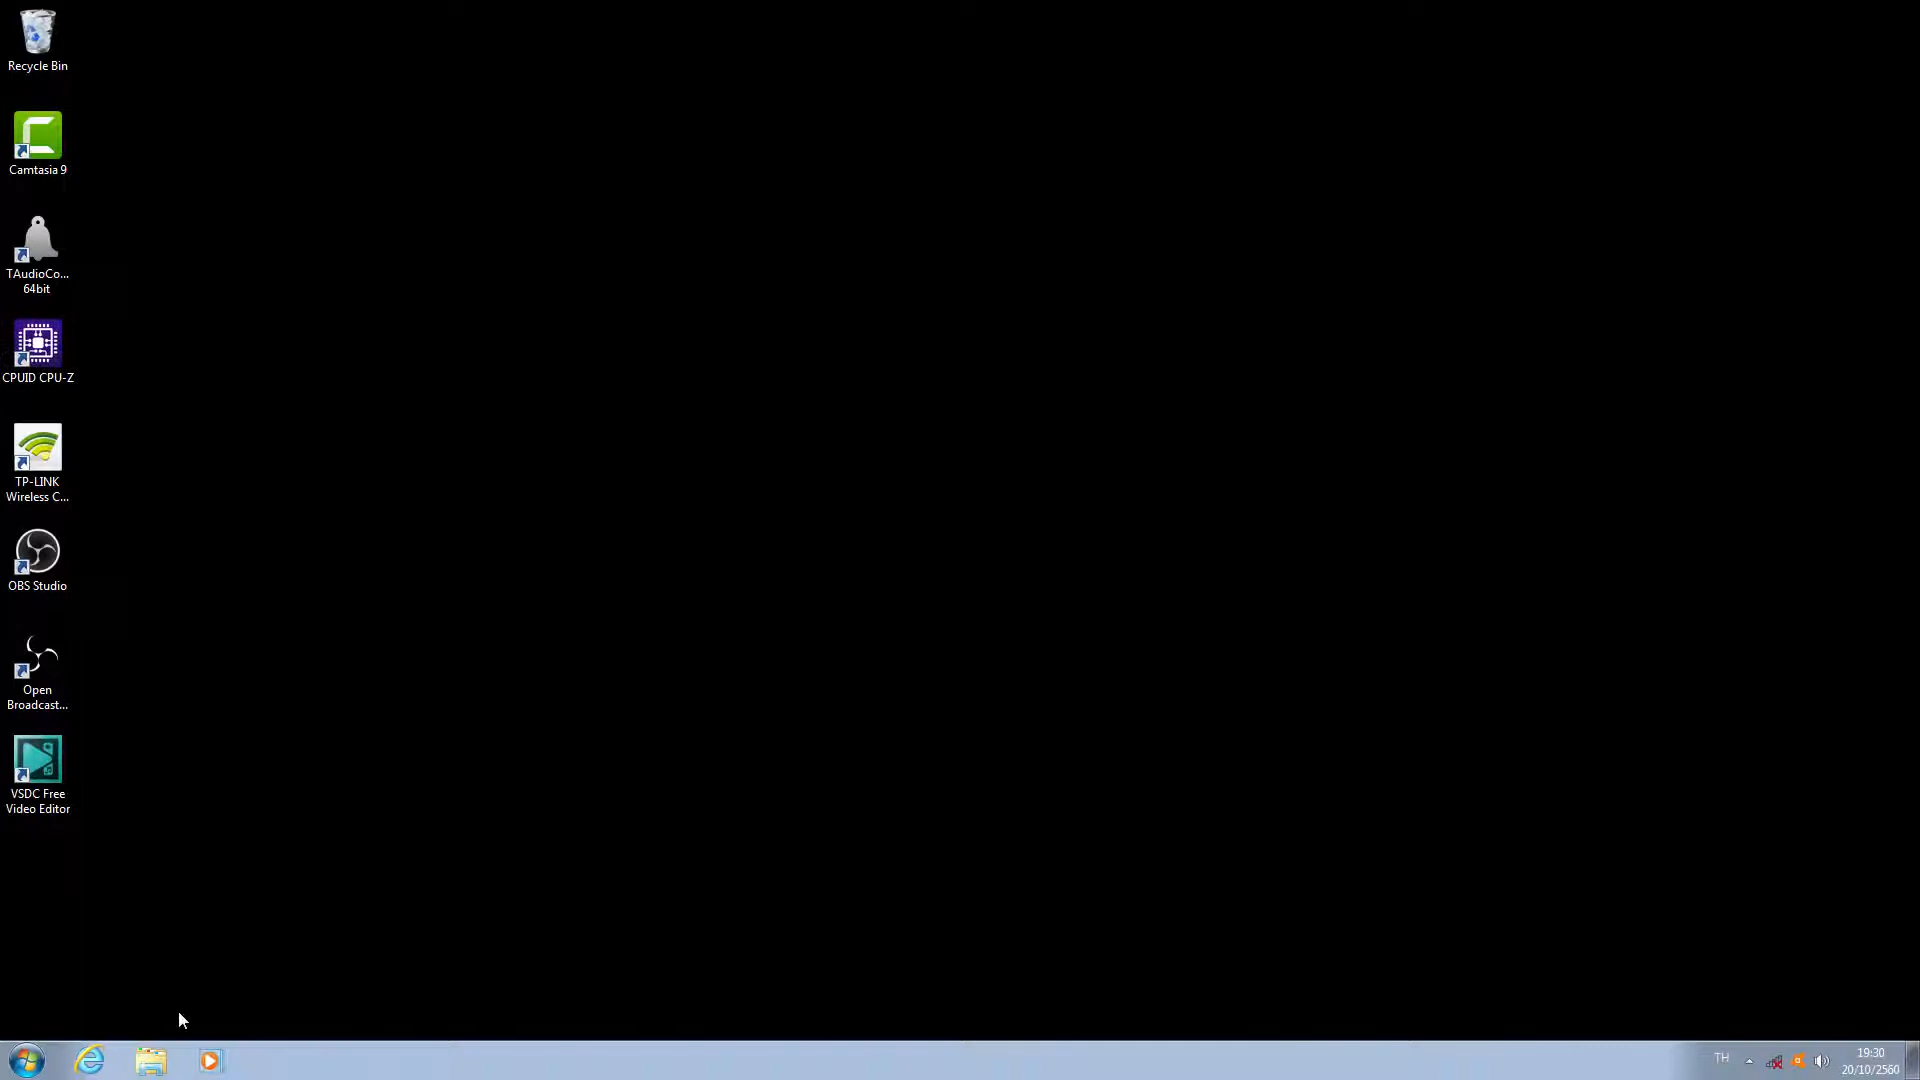 Recycle Bin
Camtasia 9
TAudioCo...
64bit
CPUID CPU-Z
TP-LINK
Wireless C...
OBS Studio
Open
Broadcast...
VSDC Free
Video Editor
TH
19:30
20/10/2560